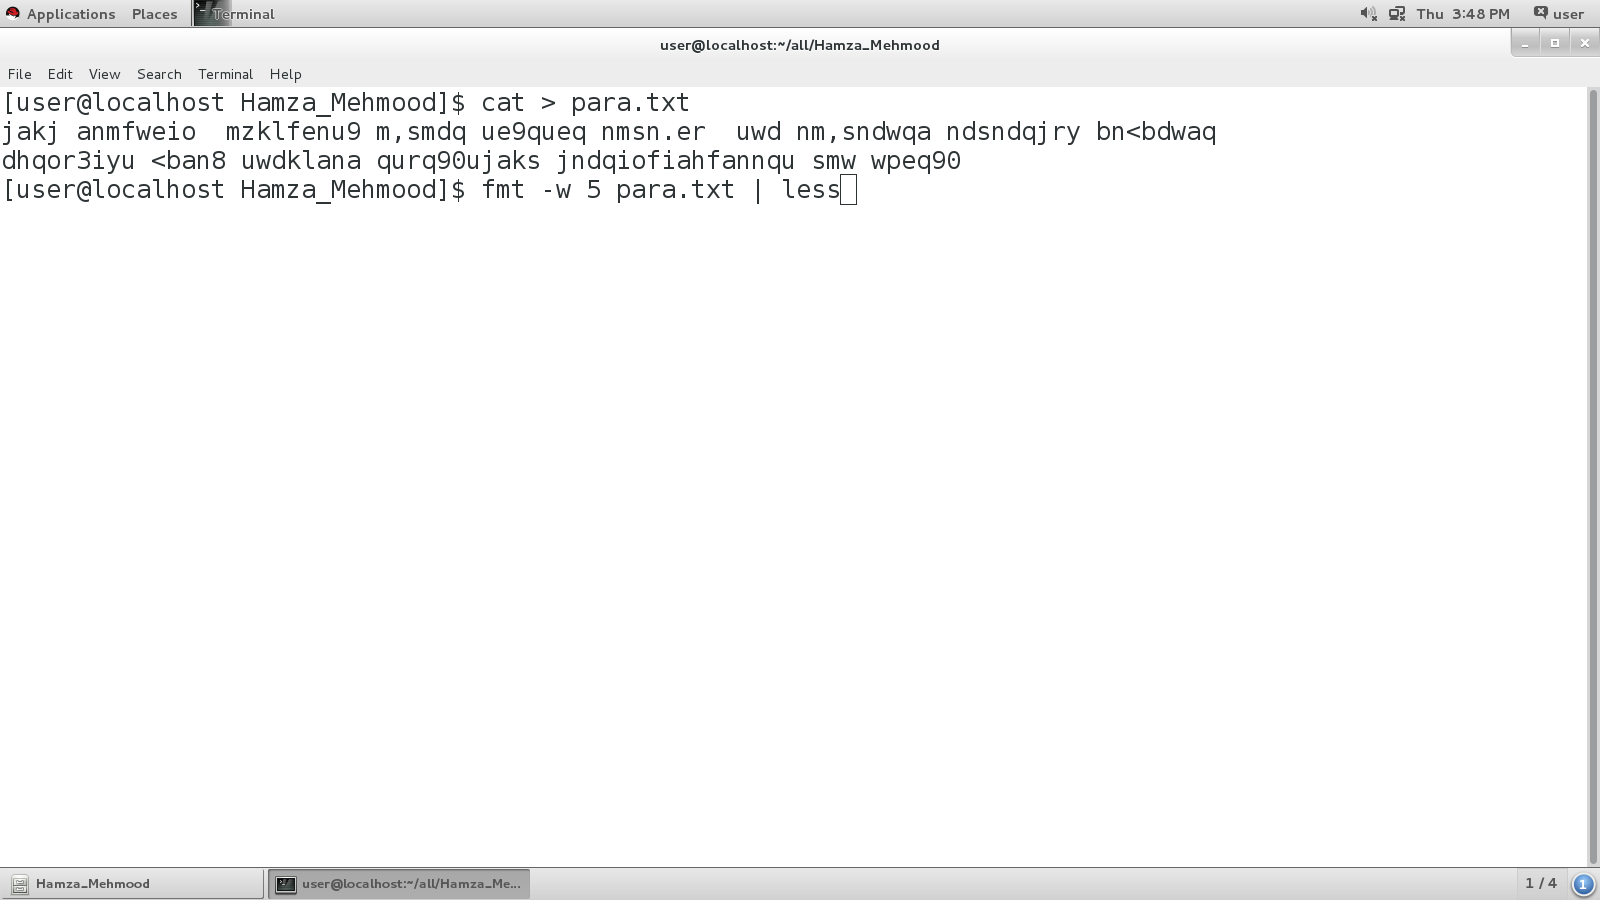 Applications Places Terminal Thu 3:48 PM user
user@localhost:~/all/Hamza_Mehmood
File Edit View Search Terminal Help
[user@localhost Hamza_Mehmood]$ cat > para.txt
jakj anmfweio  mzklfenu9 m,smdq ue9queq nmsn.er  uwd nm,sndwqa ndsndqjry bn<bdwaq
dhqor3iyu <ban8 uwdklana qurq90ujaks jndqiofiahfannqu smw wpeq90
[user@localhost Hamza_Mehmood]$ fmt -w 5 para.txt | less
Hamza_Mehmood user@localhost:~/all/Hamza_Me... 1 / 4 1